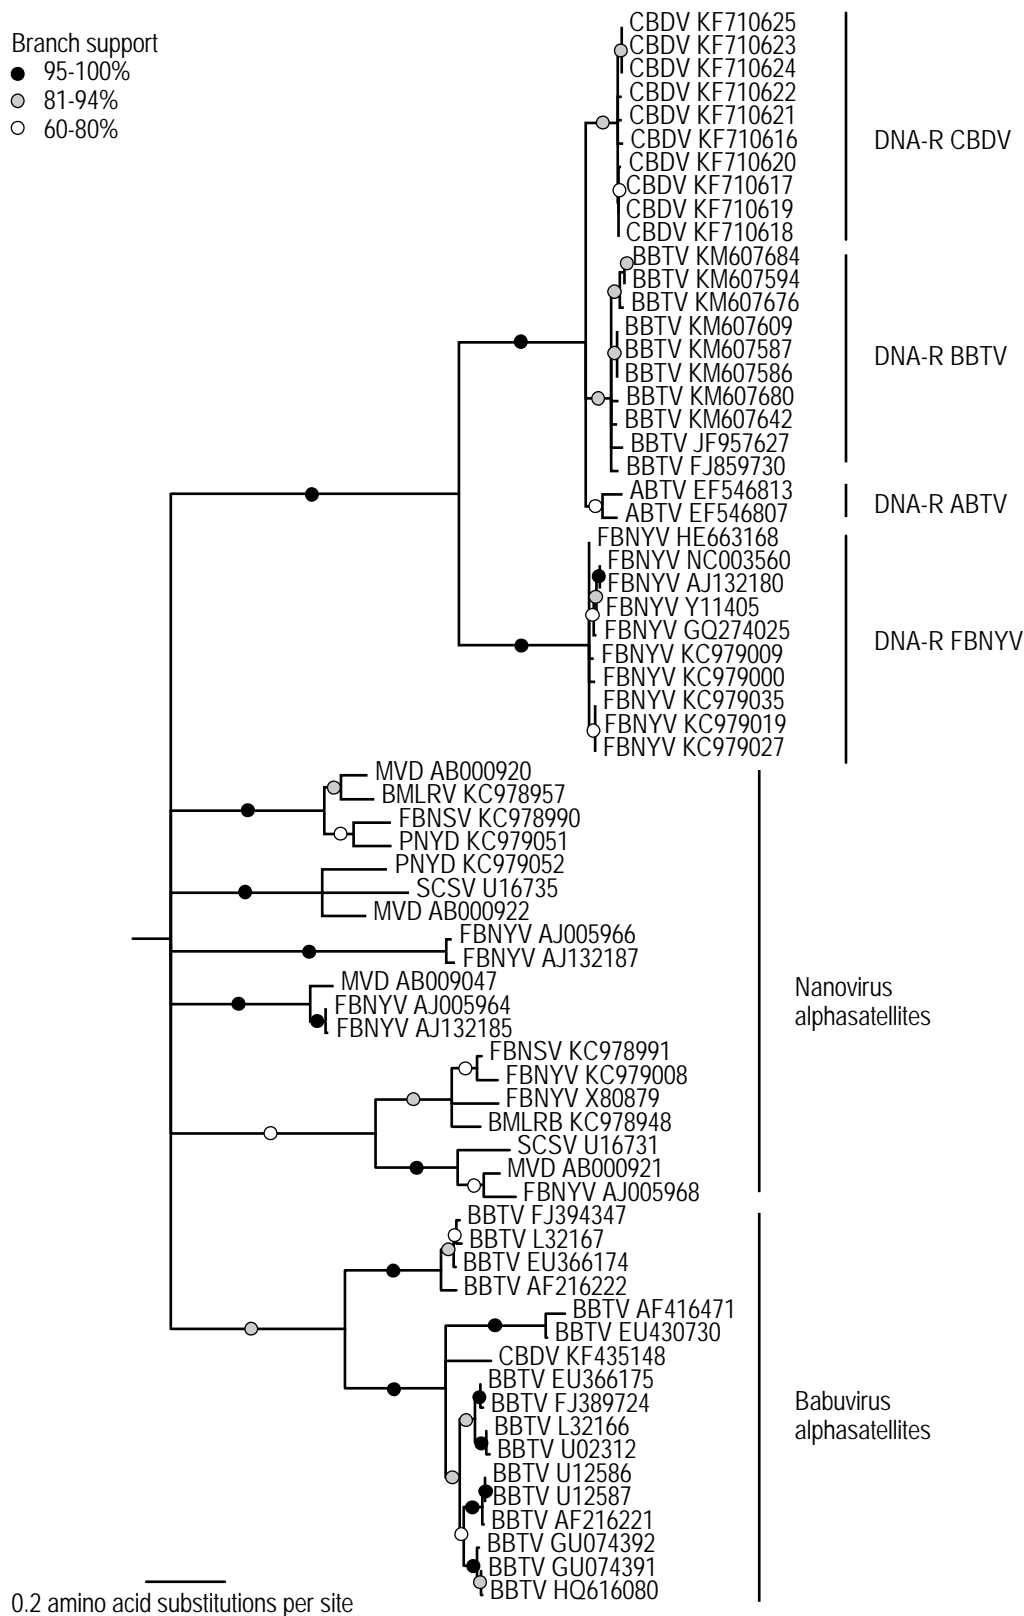 Branch support
95-100%
81-94%
60-80%
CBDV KF710625
CBDV KF710623
CBDV KF710624
CBDV KF710622
CBDV KF710621
CBDV KF710616
CBDV KF710620
CBDV KF710617
CBDV KF710619
CBDV KF710618
DNA-R CBDV
BBTV KM607684
BBTV KM607594
BBTV KM607676
BBTV KM607609
BBTV KM607587
BBTV KM607586
BBTV KM607680
BBTV KM607642
BBTV JF957627
BBTV FJ859730
DNA-R BBTV
ABTV EF546813
ABTV EF546807
DNA-R ABTV
FBNYV HE663168
FBNYV NC003560
FBNYV AJ132180
FBNYV Y11405
FBNYV GQ274025
FBNYV KC979009
FBNYV KC979000
FBNYV KC979035
FBNYV KC979019
FBNYV KC979027
DNA-R FBNYV
MVD AB000920
BMLRV KC978957
FBNSV KC978990
PNYD KC979051
PNYD KC979052
SCSV U16735
MVD AB000922
FBNYV AJ005966
FBNYV AJ132187
MVD AB009047
FBNYV AJ005964
FBNYV AJ132185
FBNSV KC978991
FBNYV KC979008
FBNYV X80879
BMLRB KC978948
SCSV U16731
MVD AB000921
FBNYV AJ005968
Nanovirus
alphasatellites
BBTV FJ394347
BBTV L32167
BBTV EU366174
BBTV AF216222
BBTV AF416471
BBTV EU430730
CBDV KF435148
BBTV EU366175
BBTV FJ389724
BBTV L32166
BBTV U02312
BBTV U12586
BBTV U12587
BBTV AF216221
BBTV GU074392
BBTV GU074391
BBTV HQ616080
Babuvirus
alphasatellites
0.2 amino acid substitutions per site